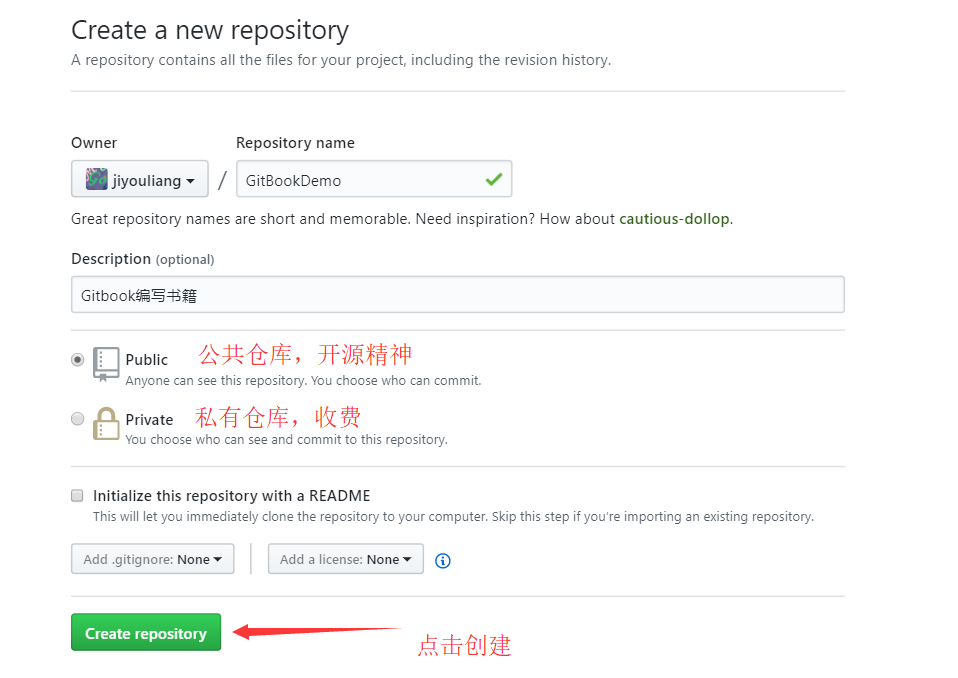 Create a new repository
A repository contains all the files for your project, including the revision history.
Owner Repository name
jiyouliang / GitBookDemo
Great repository names are short and memorable. Need inspiration? How about cautious-dollop.
Description (optional)
Gitbook编写书籍
Public 公共仓库，开源精神
Anyone can see this repository. You choose who can commit.
Private 私有仓库，收费
You choose who can see and commit to this repository.
Initialize this repository with a README
This will let you immediately clone the repository to your computer. Skip this step if you’re importing an existing repository.
Add .gitignore: None Add a license: None
Create repository
点击创建